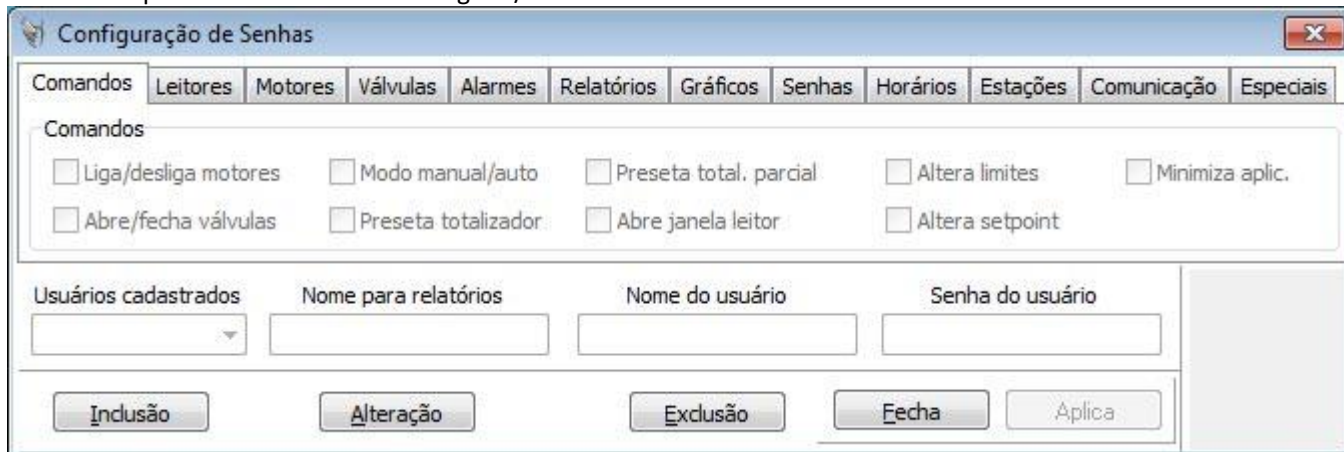 Configuração de Senhas
Comandos Leitores Motores Válvulas Alarmes Relatórios Gráficos Senhas Horários Estações Comunicação Especiais
Comandos
Liga/desliga motores Modo manual/auto Preseta total. parcial Altera limites Minimiza aplic.
Abre/fecha válvulas Preseta totalizador Abre janela leitor Altera setpoint
Usuários cadastrados Nome para relatórios Nome do usuário Senha do usuário
Inclusão Alteração Exclusão Fecha Aplica